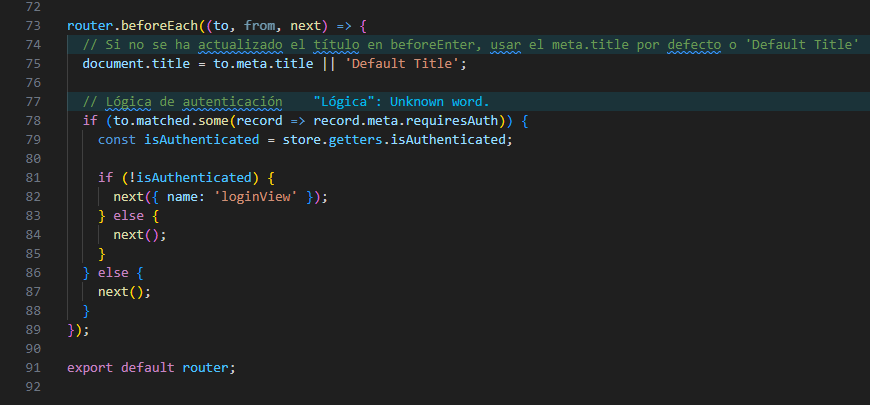 72
73 router.beforeEach((to, from, next) => {
74 // Si no se ha actualizado el título en beforeEnter, usar el meta.title por defecto o 'Default Title'
75 document.title = to.meta.title || 'Default Title';
76
77 // Lógica de autenticación "Lógica": Unknown word.
78 if (to.matched.some(record => record.meta.requiresAuth)) {
79 const isAuthenticated = store.getters.isAuthenticated;
80
81 if (!isAuthenticated) {
82 next({ name: 'loginView' });
83 } else {
84 next();
85 }
86 } else {
87 next();
88 }
89 });
90
91 export default router;
92